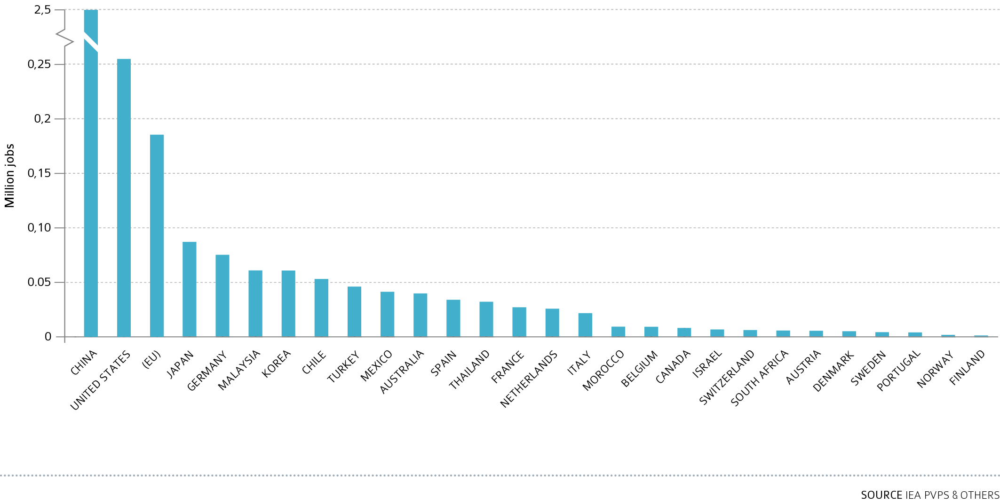 2,5
0,25
0,2
0,15
0,10
0.05
0
Million jobs
CHINA
UNITED STATES
(EU)
JAPAN
GERMANY
MALAYSIA
KOREA
CHILE
TURKEY
MEXICO
AUSTRALIA
SPAIN
THAILAND
FRANCE
NETHERLANDS
ITALY
MOROCCO
BELGIUM
CANADA
ISRAEL
SWITZERLAND
SOUTH AFRICA
AUSTRIA
DENMARK
SWEDEN
PORTUGAL
NORWAY
FINLAND
SOURCE IEA PVPS & OTHERS